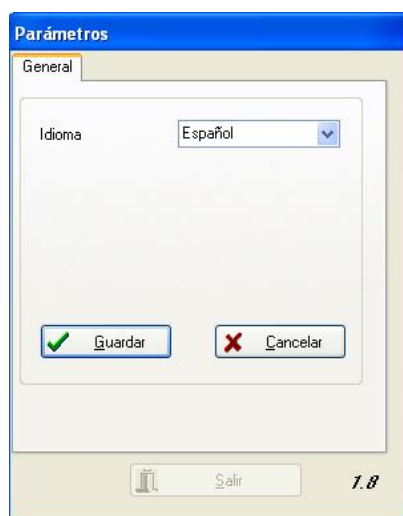 Parámetros
General
Idioma Español
Guardar Cancelar
Salir 1.8